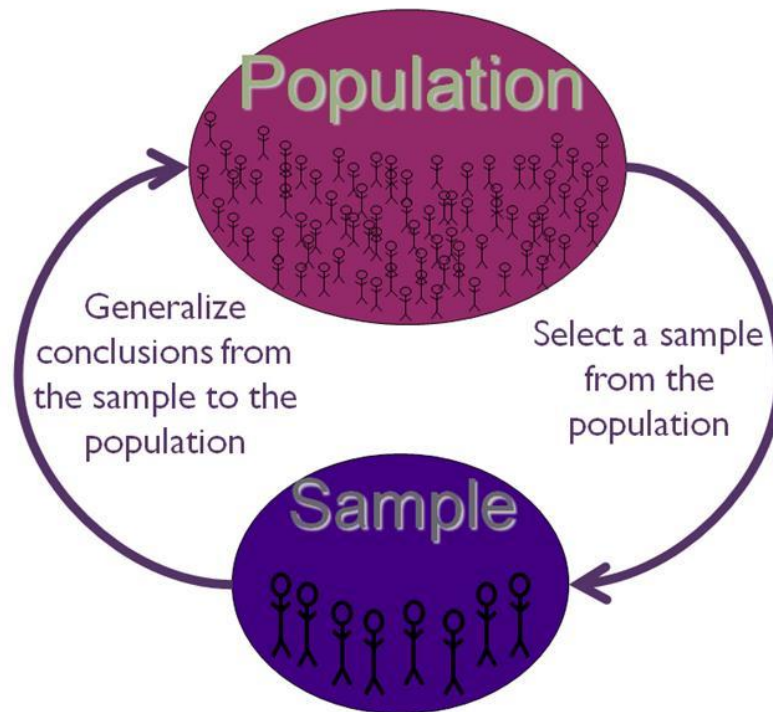 Population
Generalize
conclusions from
the sample to the
population
Select a sample
from the
population
Sample